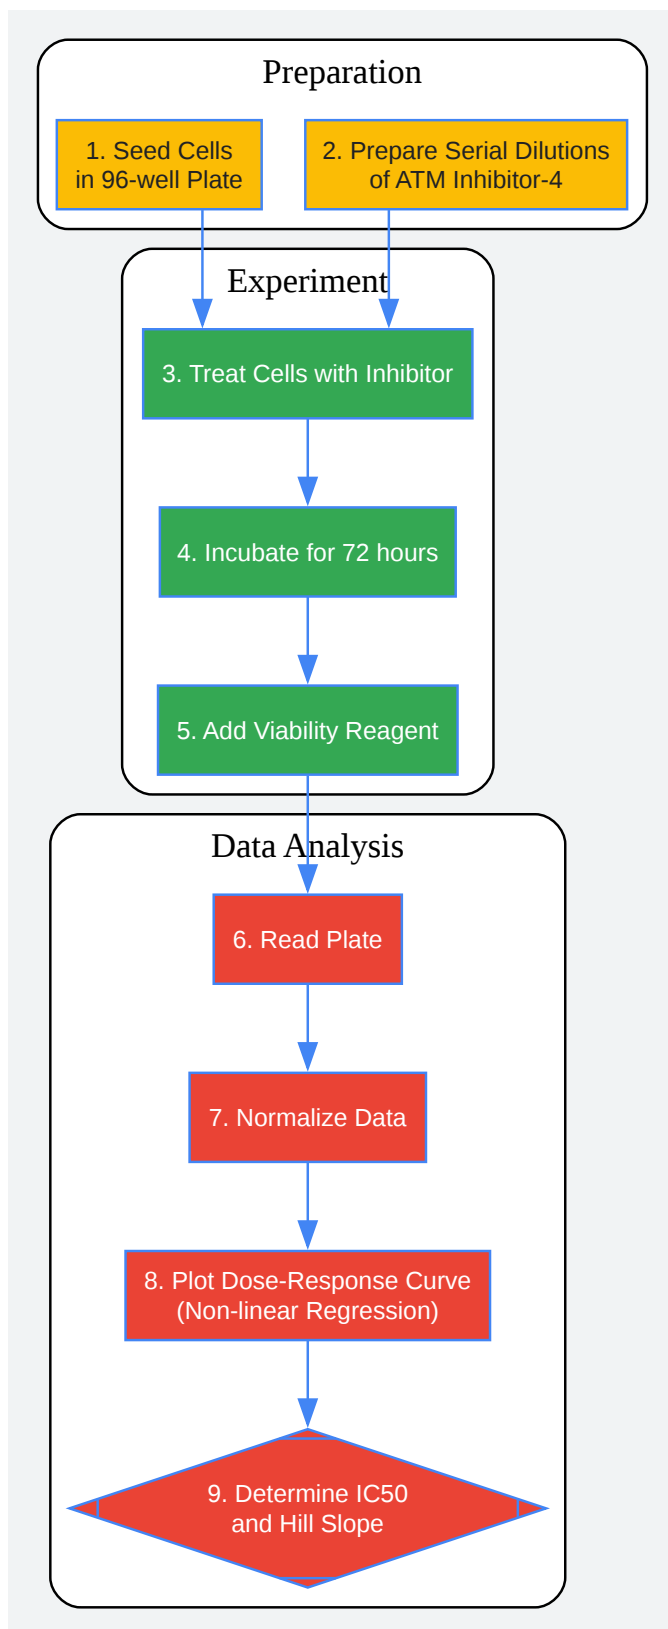 Preparation
1. Seed Cells
in 96-well Plate
2. Prepare Serial Dilutions
of ATM Inhibitor-4
Experiment
3. Treat Cells with Inhibitor
4. Incubate for 72 hours
5. Add Viability Reagent
Data Analysis
6. Read Plate
7. Normalize Data
8. Plot Dose-Response Curve
(Non-linear Regression)
9. Determine IC50
and Hill Slope